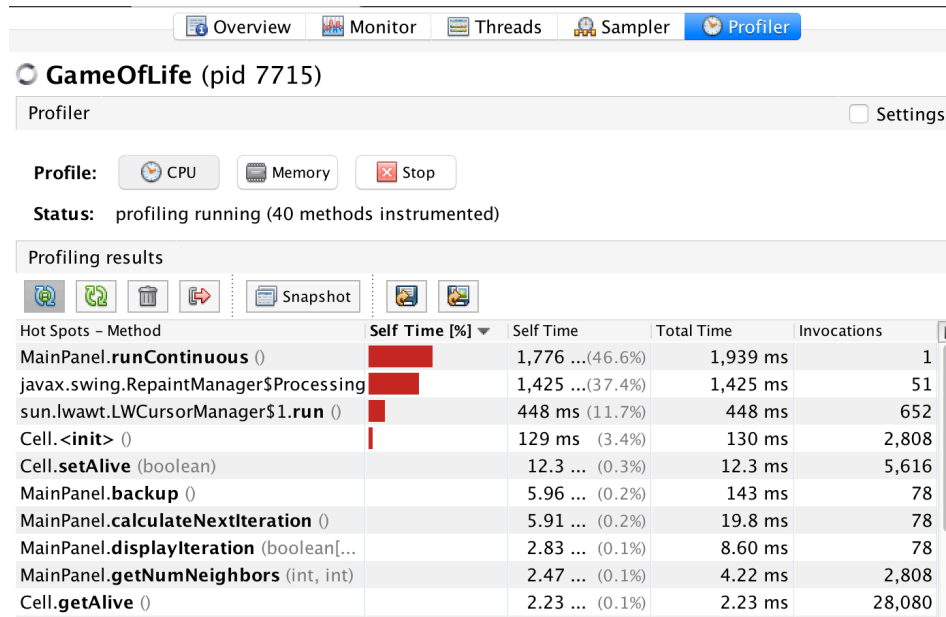 Overview Monitor Threads Sampler Profiler
GameOfLife (pid 7715)
Profiler Settings
Profile: CPU Memory Stop
Status: profiling running (40 methods instrumented)
Profiling results
Snapshot
Hot Spots – Method Self Time [%] Self Time Total Time Invocations
MainPanel.runContinuous () 1,776 ...(46.6%) 1,939 ms 1
javax.swing.RepaintManager$Processing 1,425 ...(37.4%) 1,425 ms 51
sun.lwawt.LWCursorManager$1.run () 448 ms (11.7%) 448 ms 652
Cell.<init> () 129 ms (3.4%) 130 ms 2,808
Cell.setAlive (boolean) 12.3 ... (0.3%) 12.3 ms 5,616
MainPanel.backup () 5.96 ... (0.2%) 143 ms 78
MainPanel.calculateNextIteration () 5.91 ... (0.2%) 19.8 ms 78
MainPanel.displayIteration (boolean[... 2.83 ... (0.1%) 8.60 ms 78
MainPanel.getNumNeighbors (int, int) 2.47 ... (0.1%) 4.22 ms 2,808
Cell.getAlive () 2.23 ... (0.1%) 2.23 ms 28,080